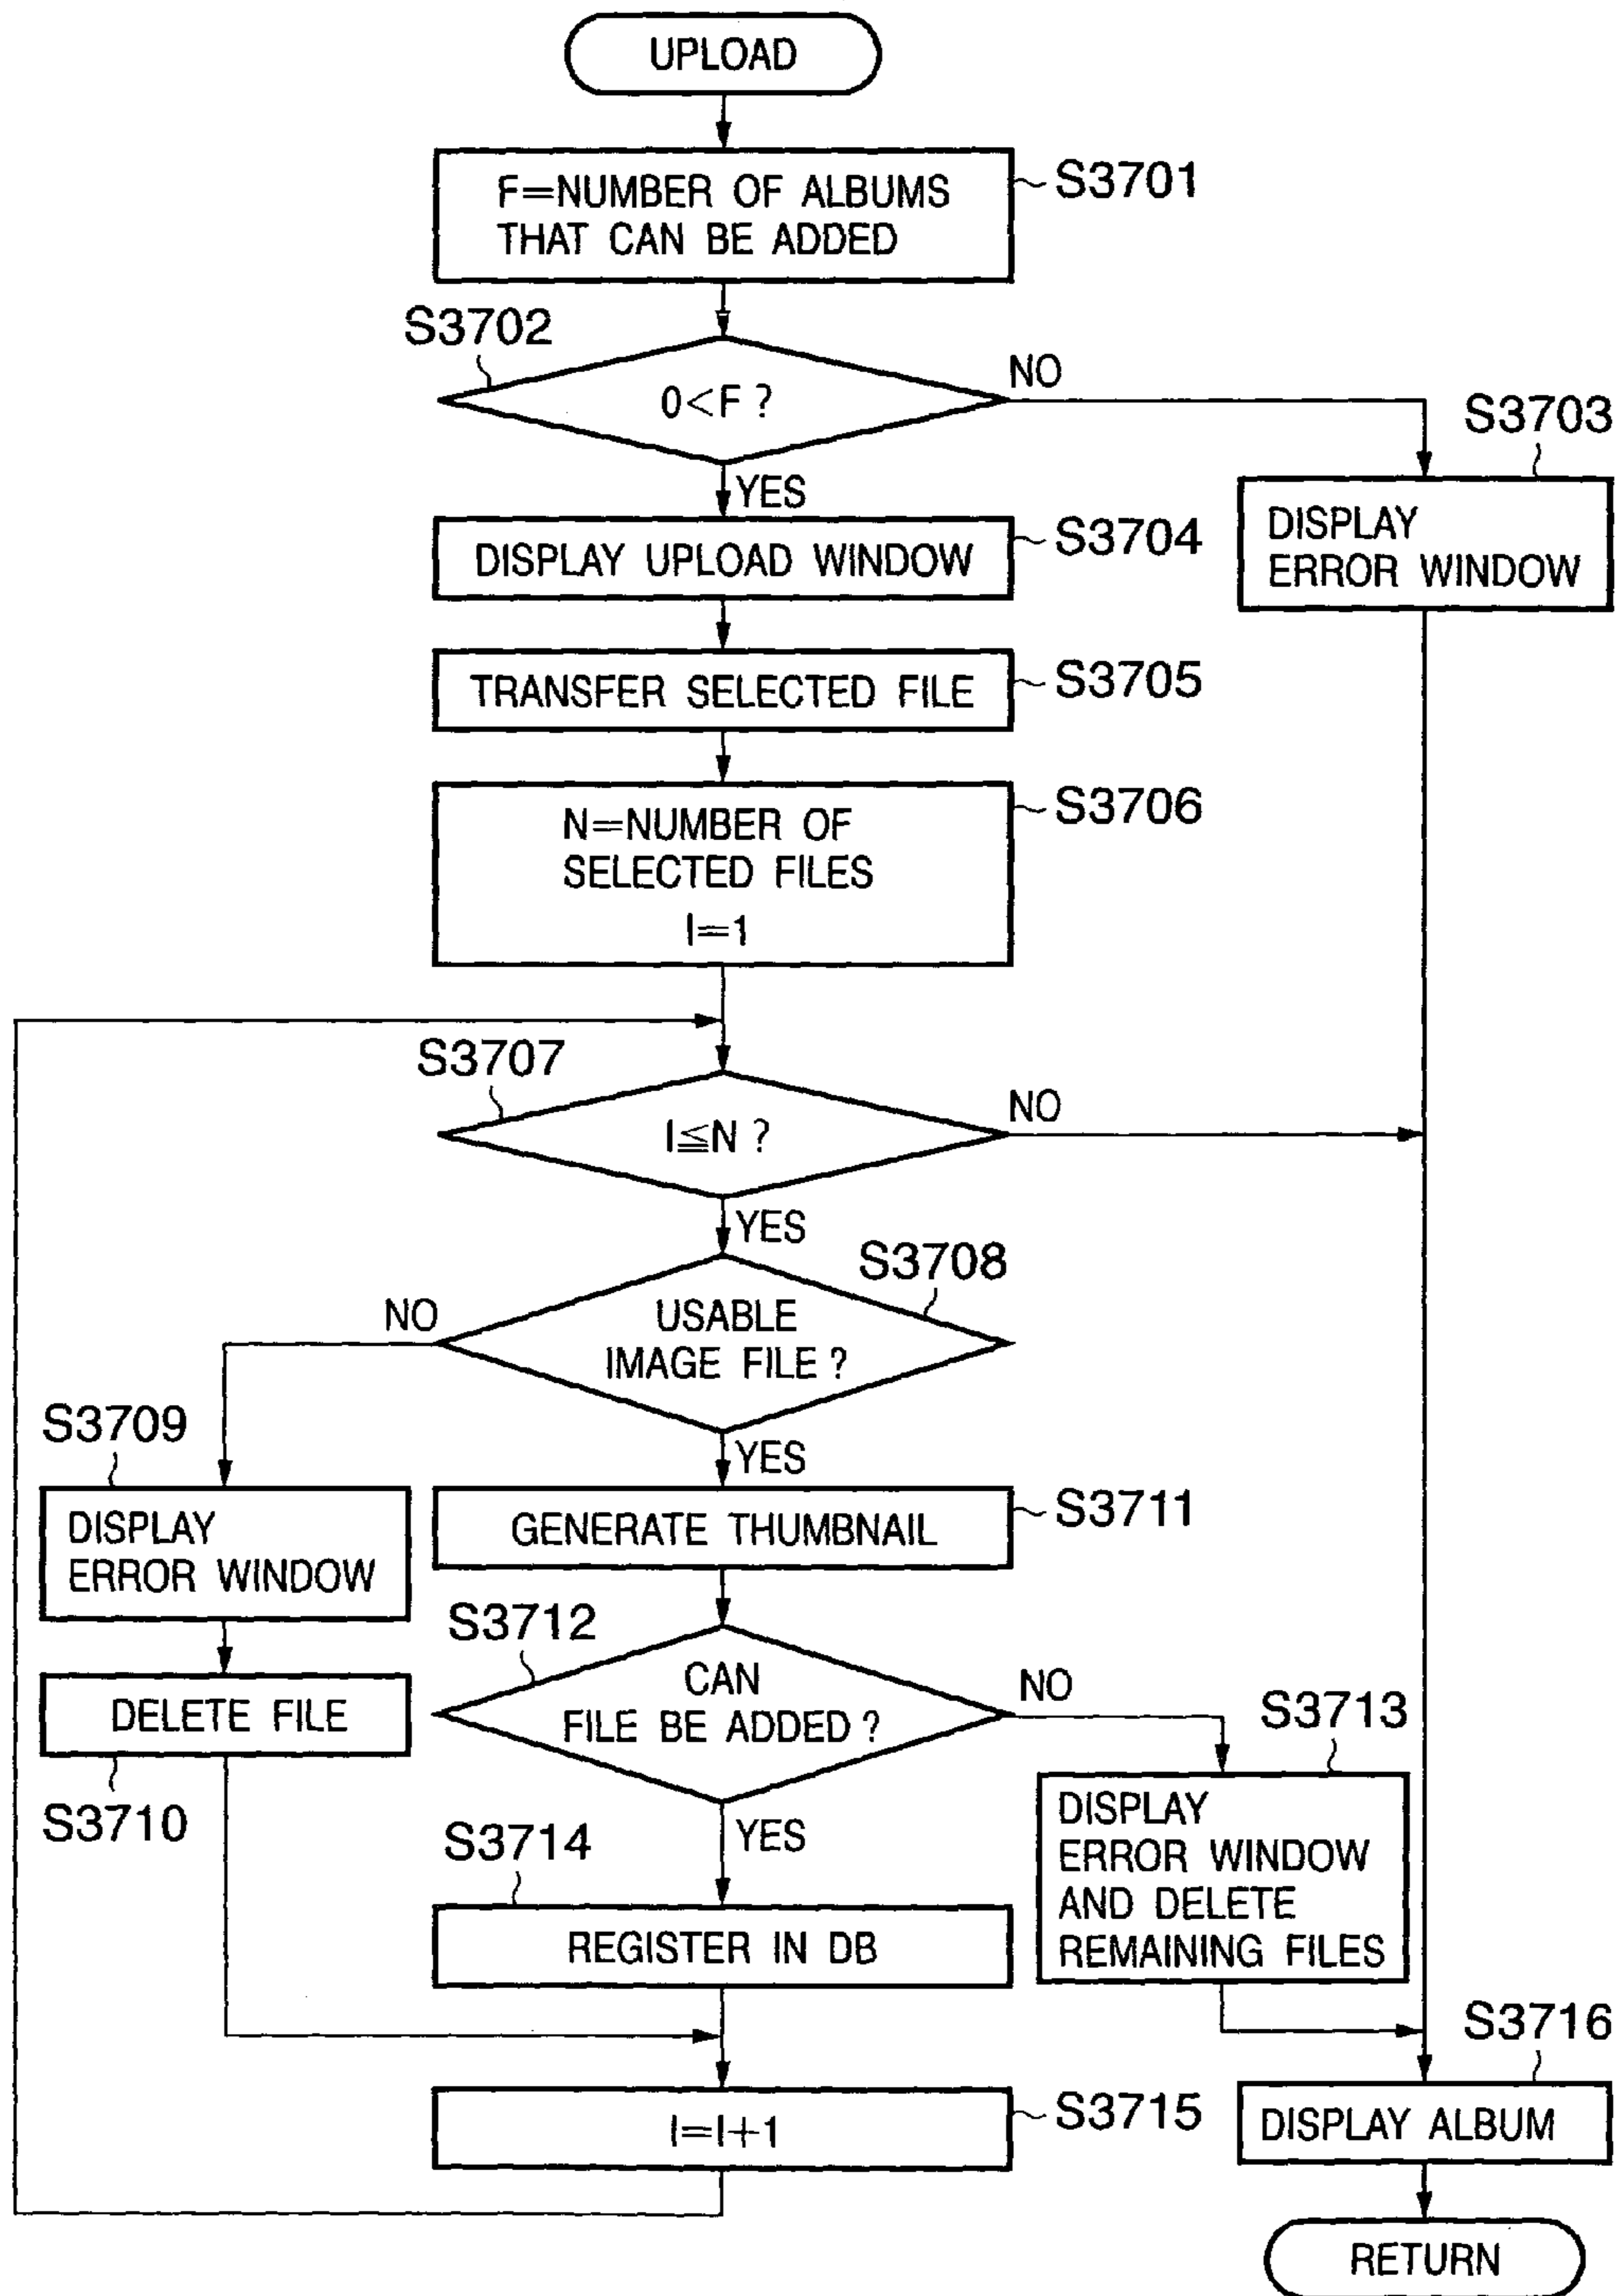 UPLOAD
F=NUMBER OF ALBUMS
THAT CAN BE ADDED
S3701
S3702
0<F ?
NO
YES
S3703
DISPLAY
ERROR WINDOW
DISPLAY UPLOAD WINDOW
S3704
TRANSFER SELECTED FILE
S3705
N=NUMBER OF
SELECTED FILES
I=1
S3706
S3707
I≦N ?
NO
YES
S3708
USABLE
IMAGE FILE ?
NO
YES
S3709
DISPLAY
ERROR WINDOW
GENERATE THUMBNAIL
S3711
DELETE FILE
S3710
S3712
CAN
FILE BE ADDED ?
NO
YES
S3713
DISPLAY
ERROR WINDOW
AND DELETE
REMAINING FILES
S3714
REGISTER IN DB
I=I+1
S3715
S3716
DISPLAY ALBUM
RETURN